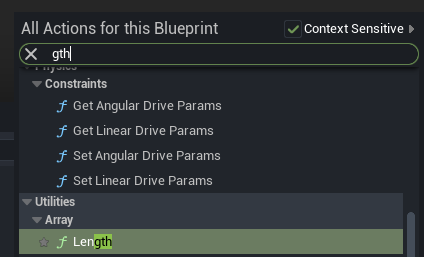 All Actions for this Blueprint
Context Sensitive
gth
Physics
Constraints
Get Angular Drive Params
Get Linear Drive Params
Set Angular Drive Params
Set Linear Drive Params
Utilities
Array
Length